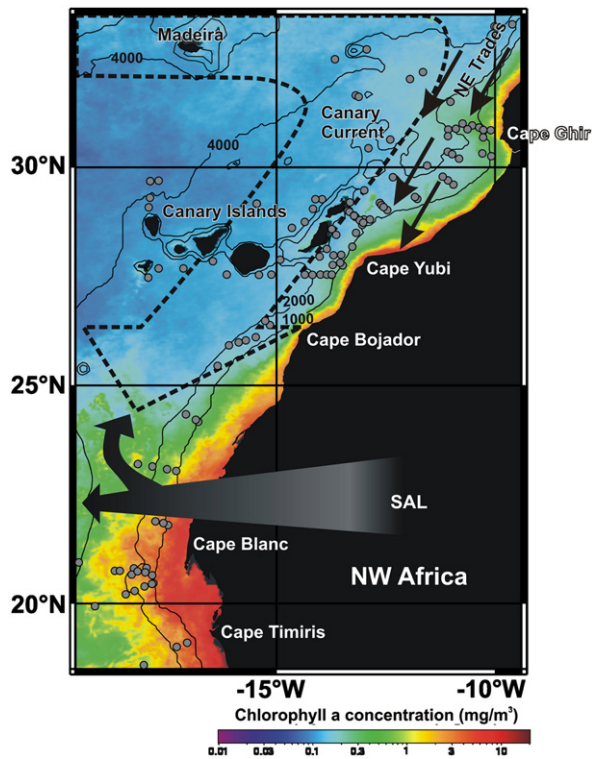 Madeira
4000
NE Trades
Canary
Current
Cape Ghir
4000
30°N
Canary Islands
Cape Yubi
2000
1000
Cape Bojador
25°N
SAL
Cape Blanc
NW Africa
20°N
Cape Timiris
-15°W
-10°W
Chlorophyll a concentration (mg/m³)
0.01 0.03 0.1 0.3 1 3 10